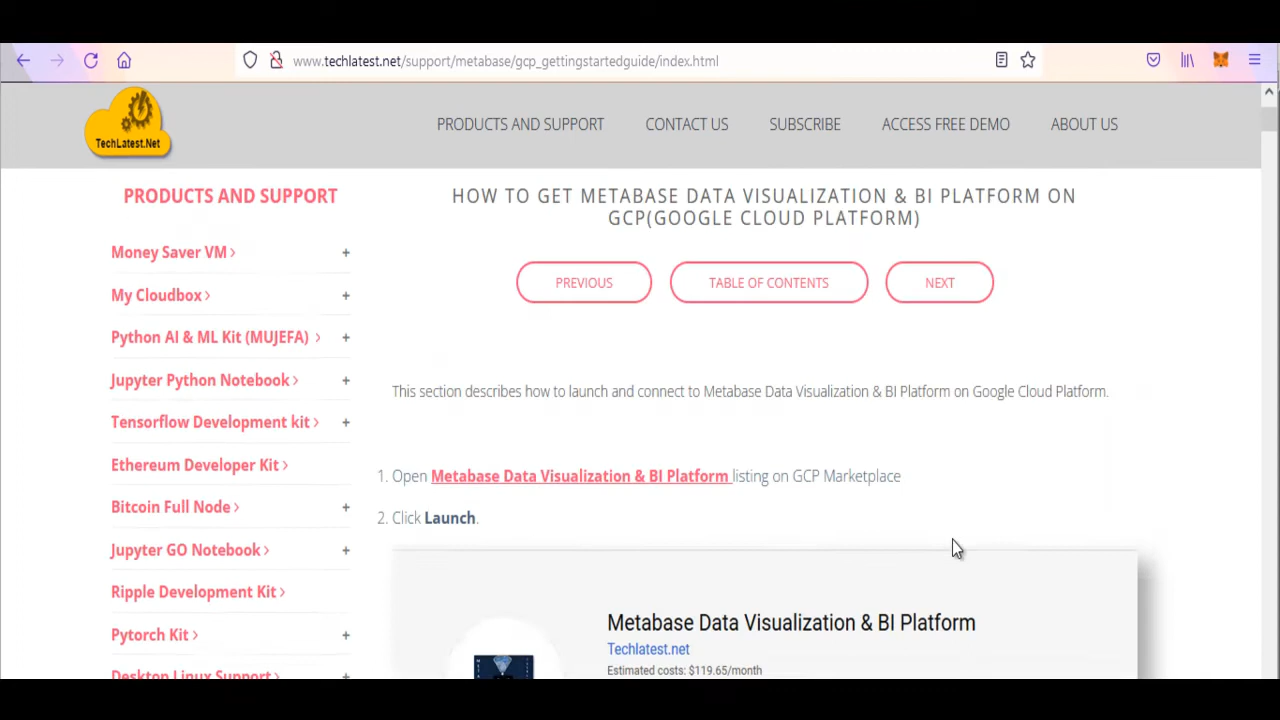 www.techlatest.net/support/metabase/gcp_gettingstartedguide/index.html
TechLatest.Net
PRODUCTS AND SUPPORT
CONTACT US
SUBSCRIBE
ACCESS FREE DEMO
ABOUT US
PRODUCTS AND SUPPORT
Money Saver VM
My Cloudbox
Python AI & ML Kit (MUJEFA)
Jupyter Python Notebook
Tensorflow Development kit
Ethereum Developer Kit
Bitcoin Full Node
Jupyter GO Notebook
Ripple Development Kit
Pytorch Kit
Desktop Linux Support
HOW TO GET METABASE DATA VISUALIZATION & BI PLATFORM ON
GCP(GOOGLE CLOUD PLATFORM)
PREVIOUS
TABLE OF CONTENTS
NEXT
This section describes how to launch and connect to Metabase Data Visualization & BI Platform on Google Cloud Platform.
1. Open Metabase Data Visualization & BI Platform listing on GCP Marketplace
2. Click Launch.
Metabase Data Visualization & BI Platform
Techlatest.net
Estimated costs: $119.65/month